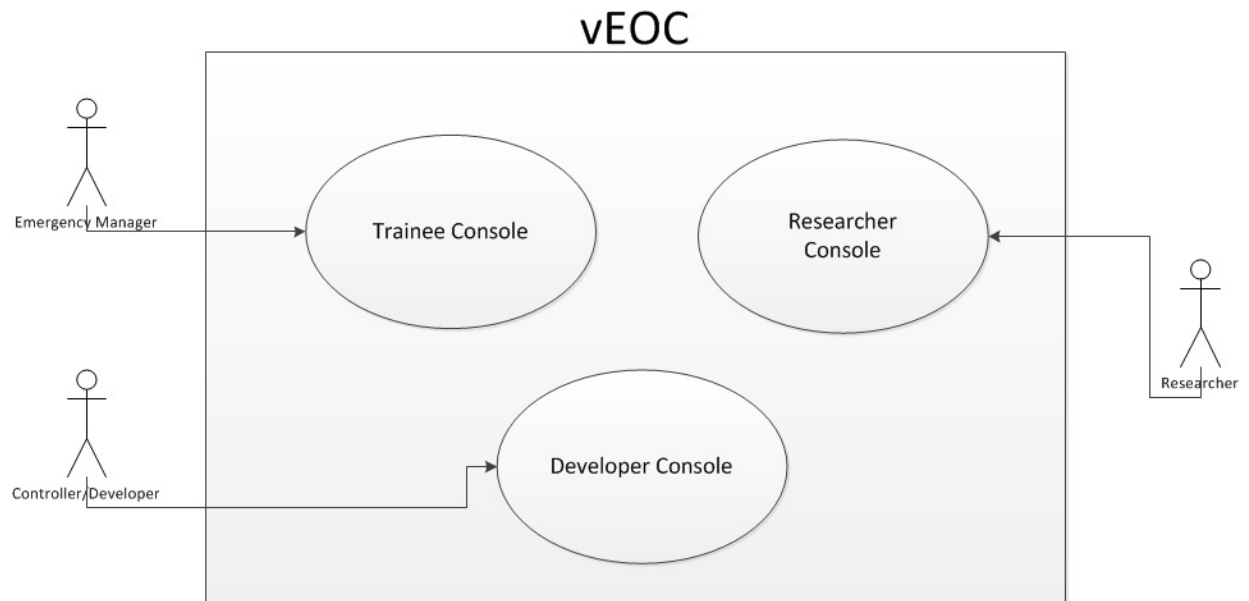 vEOC
Emergency Manager
Trainee Console
Researcher
Console
Researcher
Controller/Developer
Developer Console